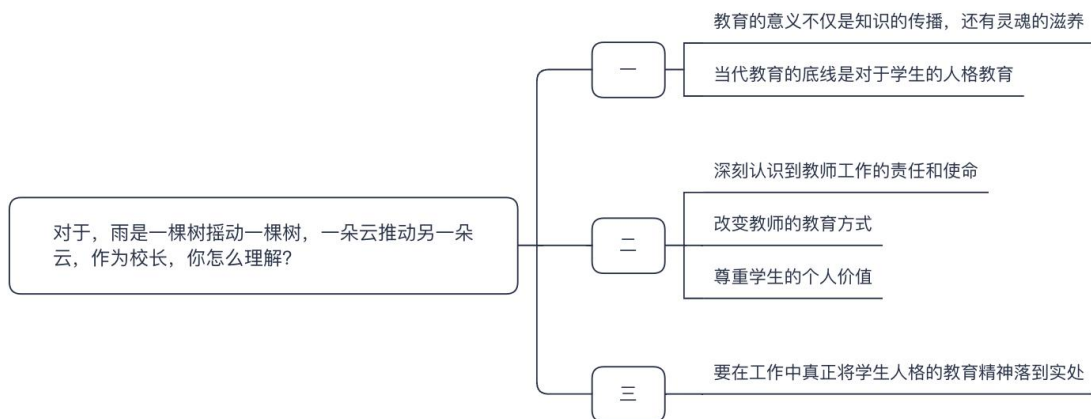 教育的意义不仅是知识的传播，还有灵魂的滋养
一
当代教育的底线是对于学生的人格教育
深刻认识到教师工作的责任和使命
对于，雨是一棵树摇动一棵树，一朵云推动另一朵
云，作为校长，你怎么理解?
二
改变教师的教育方式
尊重学生的个人价值
三
要在工作中真正将学生人格的教育精神落到实处